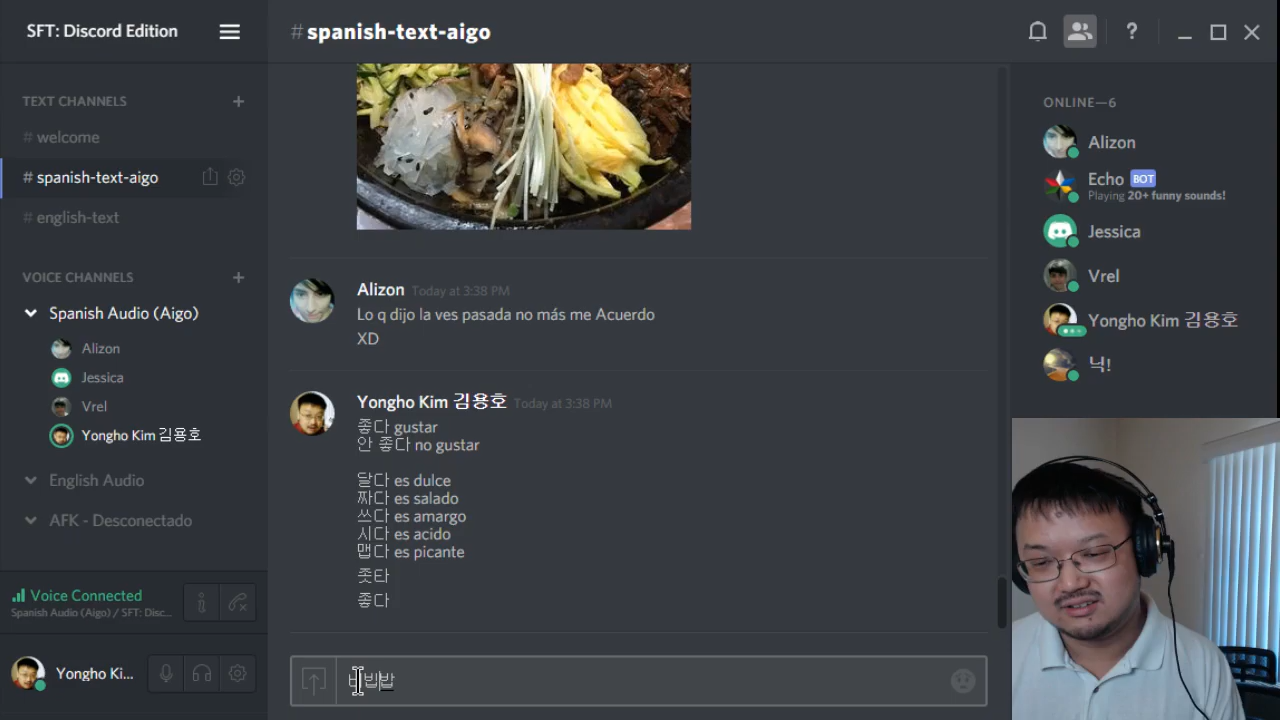 SFT: Discord Edition
#spanish-text-aigo
TEXT CHANNELS
# welcome
# spanish-text-aigo
# english-text
VOICE CHANNELS
Spanish Audio (Aigo)
Alizon
Jessica
Vrel
Yongho Kim 김용호
English Audio
AFK - Desconectado
Voice Connected
Spanish Audio (Aigo) / SFT: Disc...
Yongho Ki...
Alizon Today at 3:38 PM
Lo q dijo la ves pasada no más me Acuerdo
XD
Yongho Kim 김용호 Today at 3:38 PM
좋다 gustar
안 좋다 no gustar
달다 es dulce
짜다 es salado
쓰다 es amargo
시다 es acido
맵다 es picante
좃타
좋다
비빔밥
ONLINE—6
Alizon
Echo BOT
Playing 20+ funny sounds!
Jessica
Vrel
Yongho Kim 김용호
닉!